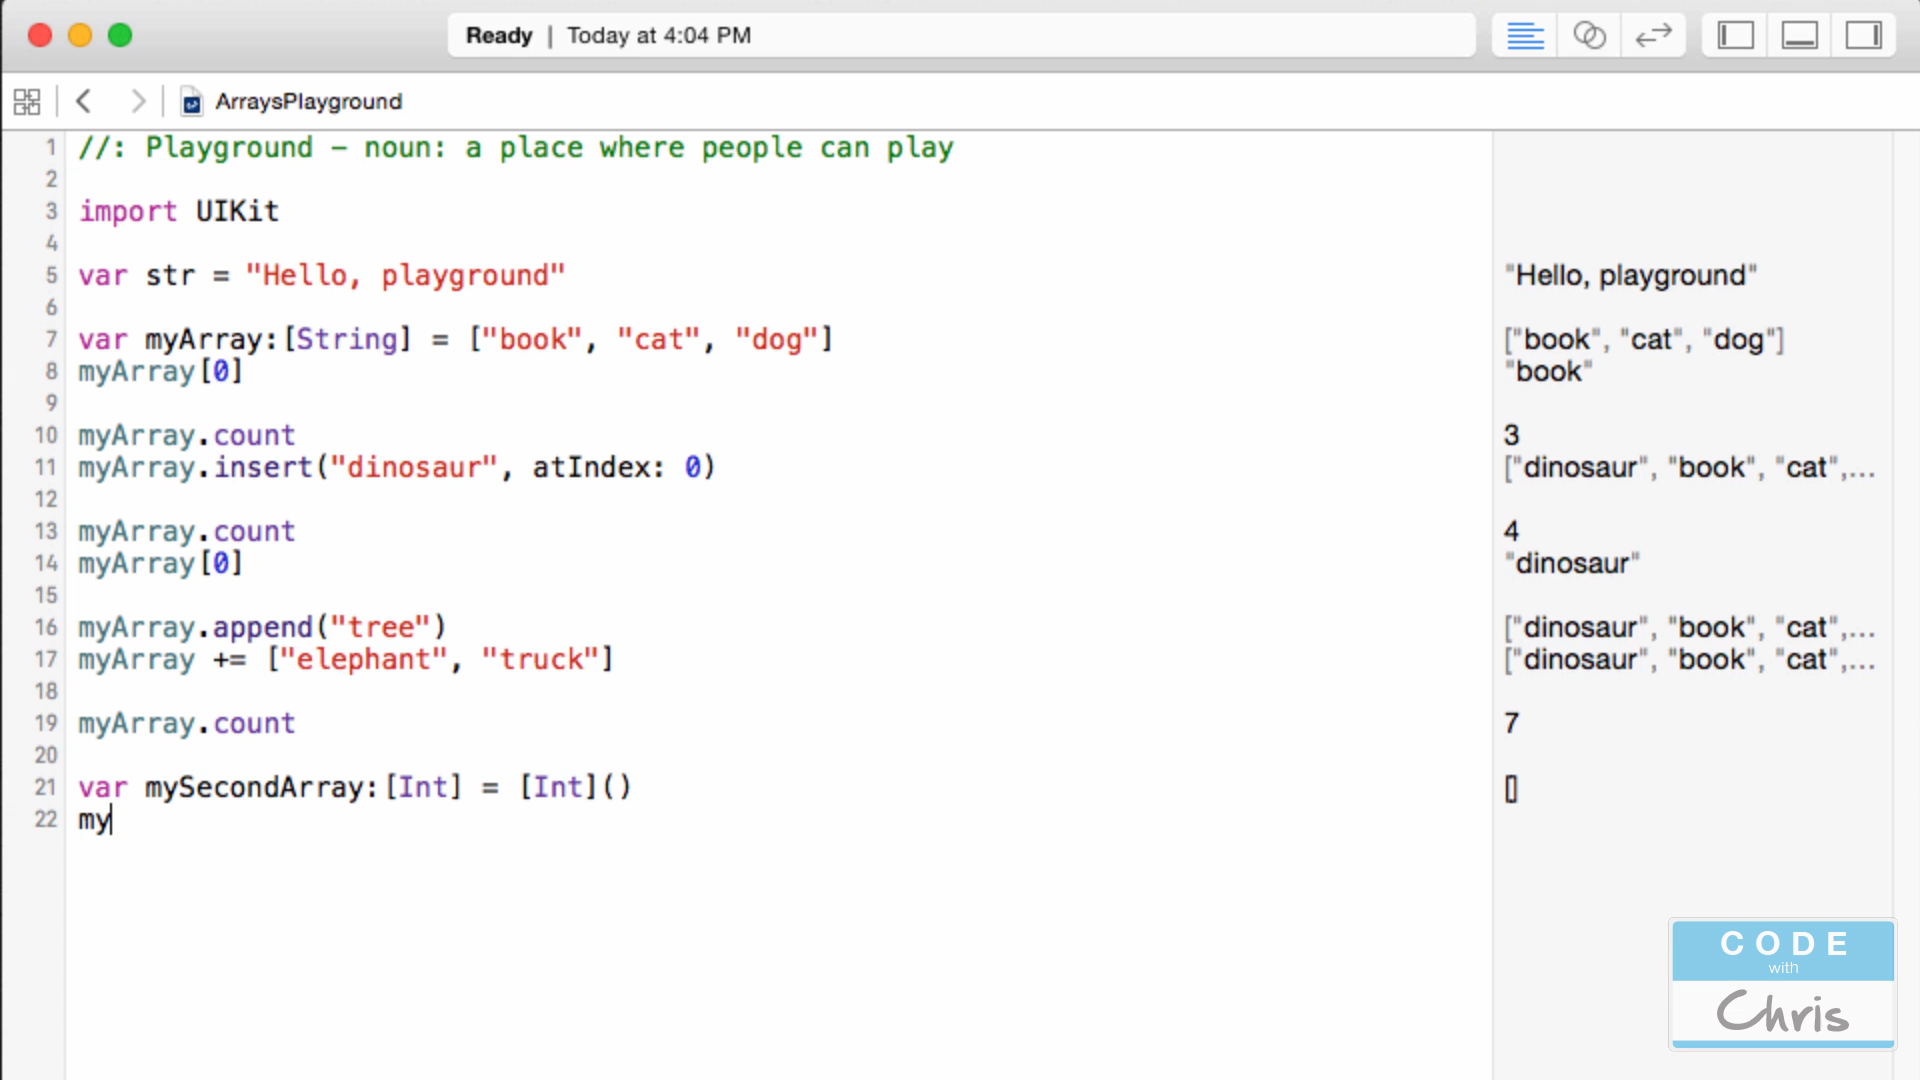 Ready | Today at 4:04 PM
ArraysPlayground
1 //: Playground – noun: a place where people can play
2
3 import UIKit
4
5 var str = "Hello, playground" "Hello, playground"
6
7 var myArray:[String] = ["book", "cat", "dog"] ["book", "cat", "dog"]
8 myArray[0] "book"
9
10 myArray.count 3
11 myArray.insert("dinosaur", atIndex: 0) ["dinosaur", "book", "cat",...
12
13 myArray.count 4
14 myArray[0] "dinosaur"
15
16 myArray.append("tree") ["dinosaur", "book", "cat",...
17 myArray += ["elephant", "truck"] ["dinosaur", "book", "cat",...
18
19 myArray.count 7
20
21 var mySecondArray:[Int] = [Int]() []
22 my
CODE
with
Chris